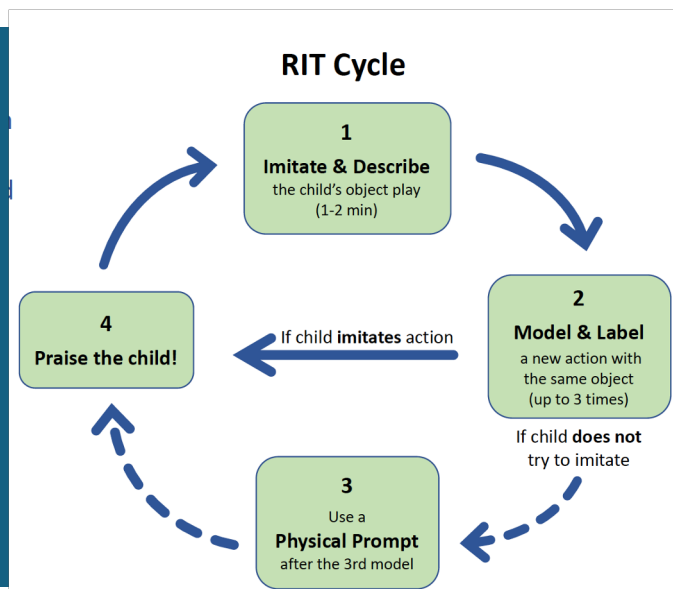 RIT Cycle
1
Imitate & Describe
the child's object play
(1-2 min)
2
Model & Label
a new action with
the same object
(up to 3 times)
If child imitates action
4
Praise the child!
If child does not
try to imitate
3
Use a
Physical Prompt
after the 3rd model